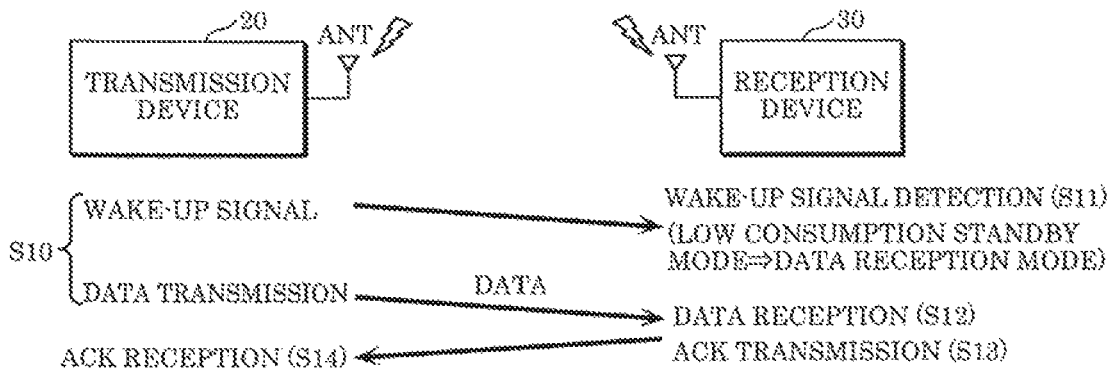 20
30
ANT
ANT
TRANSMISSION
DEVICE
RECEPTION
DEVICE
S10
WAKE-UP SIGNAL
WAKE-UP SIGNAL DETECTION (S11)
(LOW CONSUMPTION STANDBY
MODE⇒DATA RECEPTION MODE)
DATA TRANSMISSION
DATA
DATA RECEPTION (S12)
ACK RECEPTION (S14)
ACK TRANSMISSION (S13)